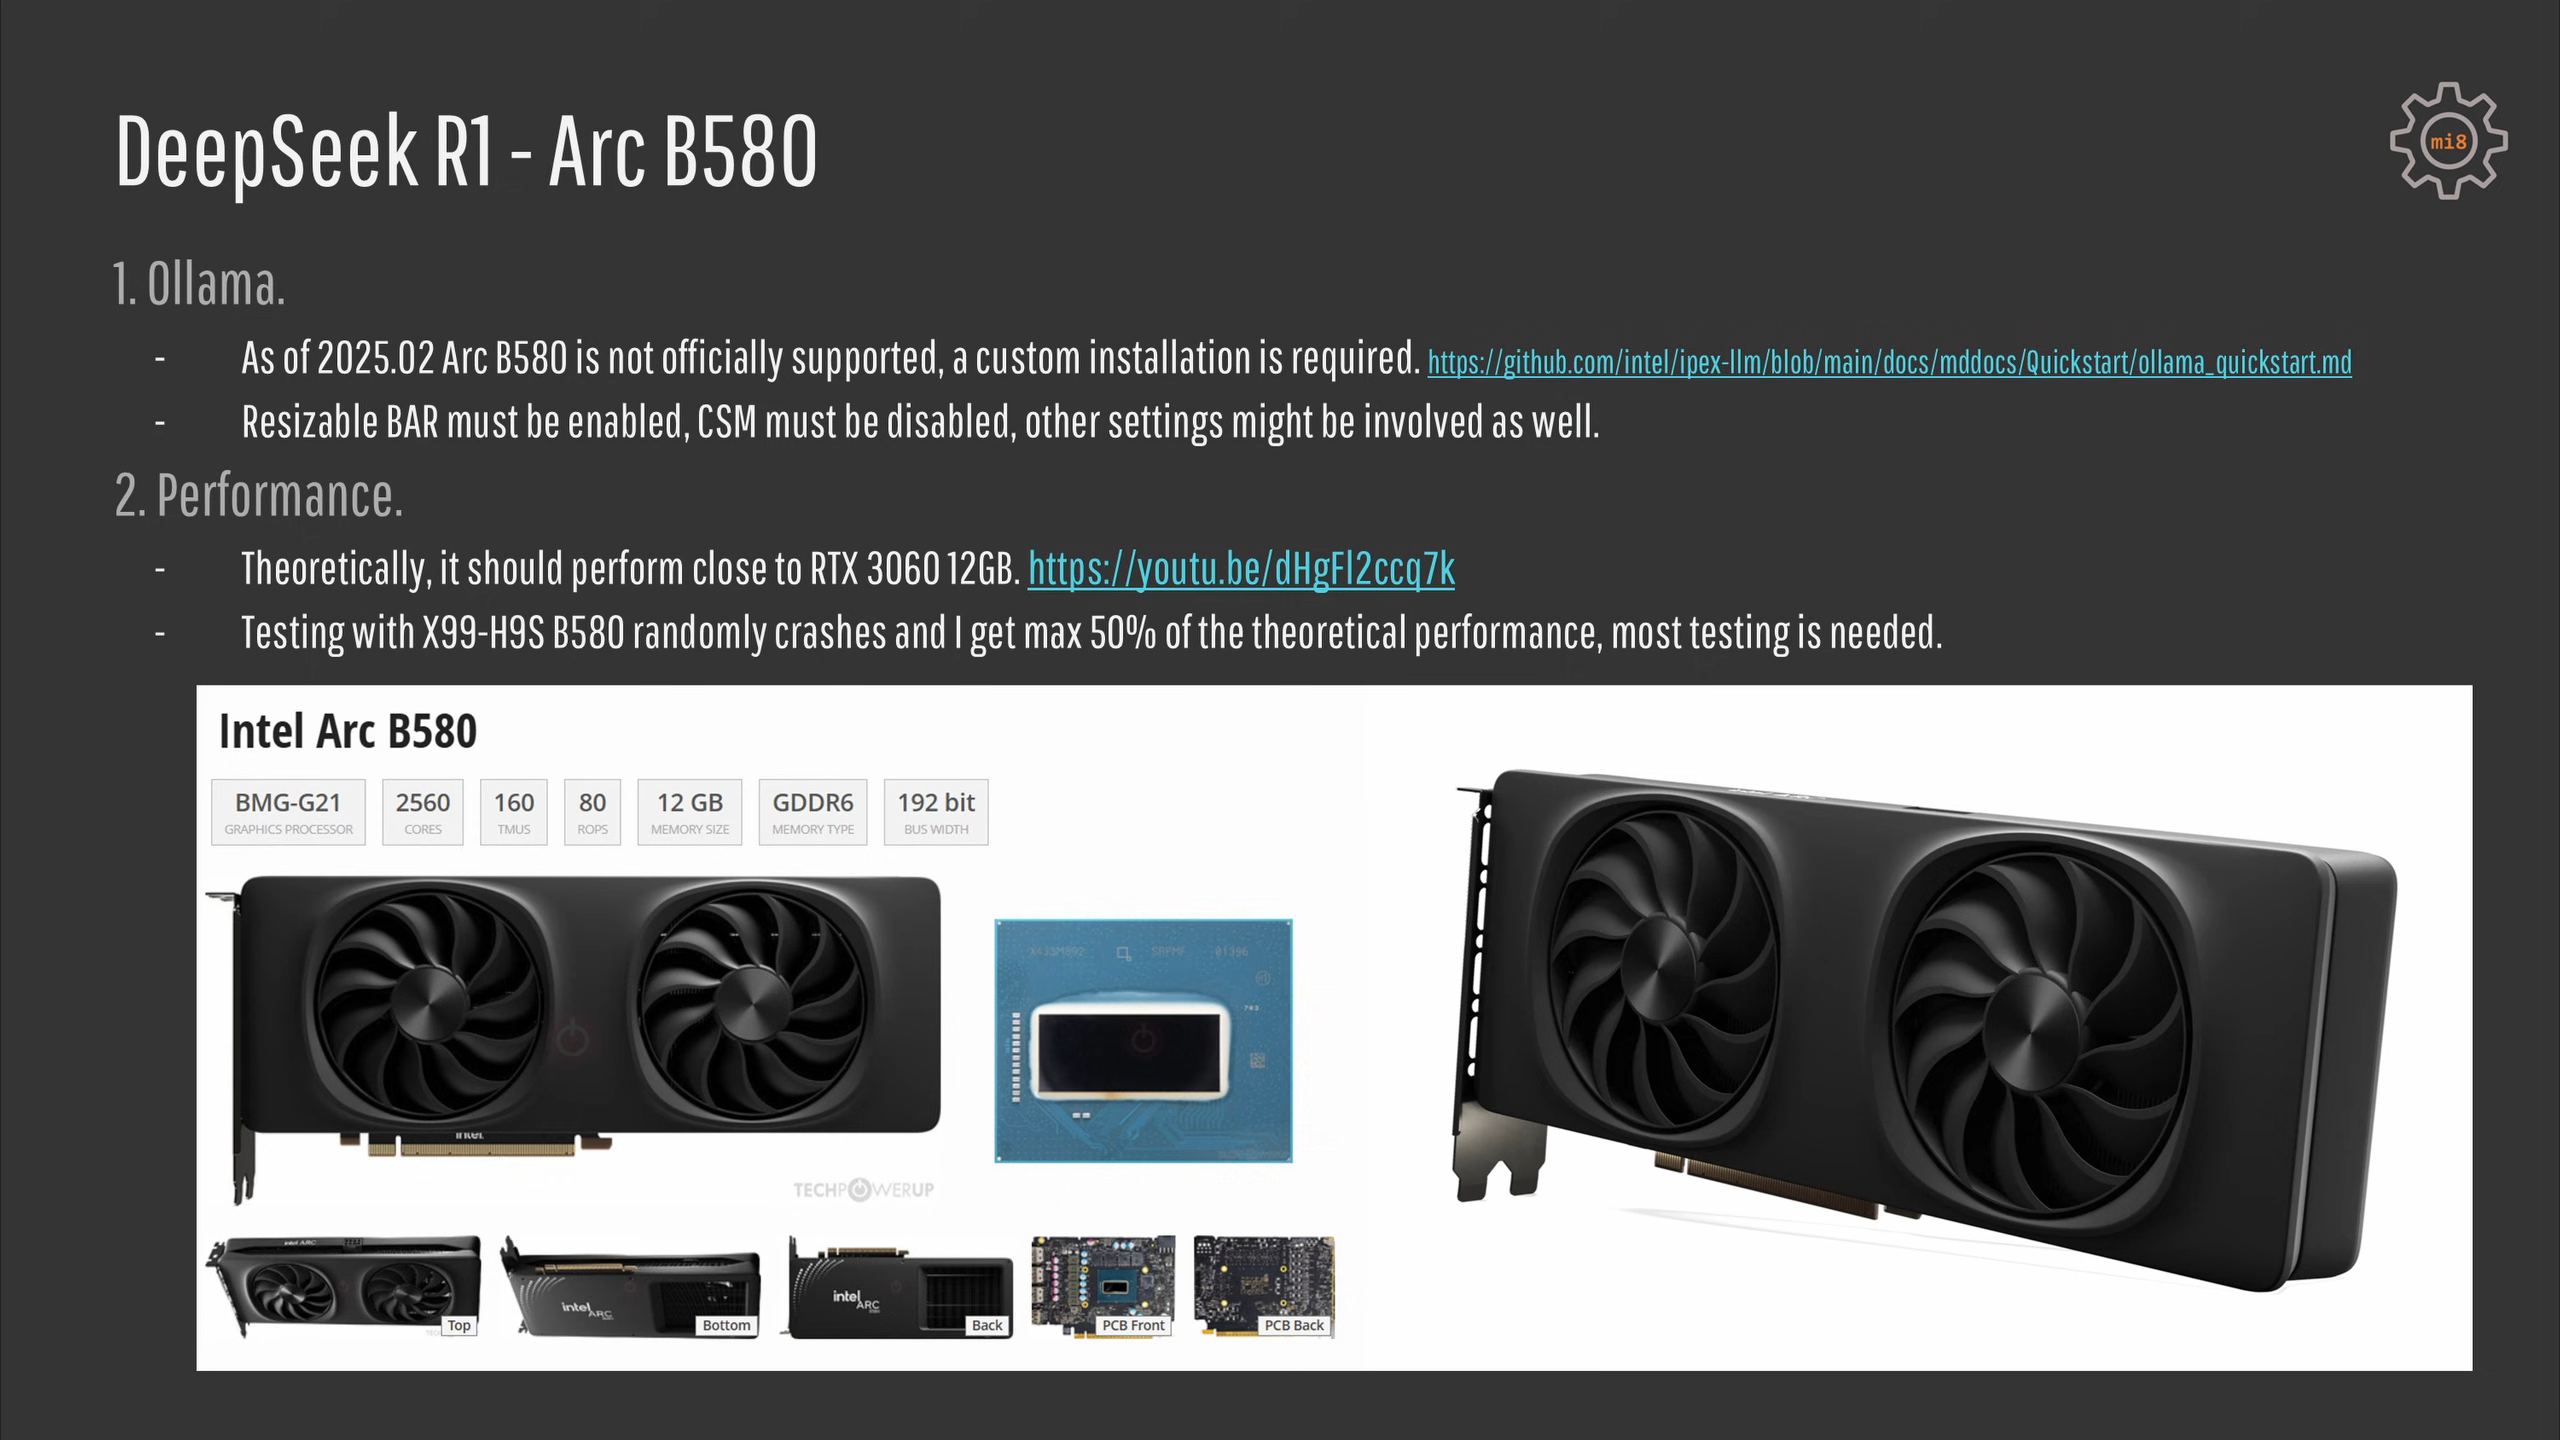 DeepSeek R1 - Arc B580
mi8
1. Ollama.
- As of 2025.02 Arc B580 is not officially supported, a custom installation is required. https://github.com/intel/ipex-llm/blob/main/docs/mddocs/Quickstart/ollama_quickstart.md
- Resizable BAR must be enabled, CSM must be disabled, other settings might be involved as well.
2. Performance.
- Theoretically, it should perform close to RTX 3060 12GB. https://youtu.be/dHgFl2ccq7k
- Testing with X99-H9S B580 randomly crashes and I get max 50% of the theoretical performance, most testing is needed.
Intel Arc B580
BMG-G21 2560 160 80 12 GB GDDR6 192 bit
GRAPHICS PROCESSOR CORES TMUS ROPS MEMORY SIZE MEMORY TYPE BUS WIDTH
intel
TECHPOWERUP
intel ARC
Top
intel ARC
Bottom
intel ARC
Back
PCB Front
PCB Back